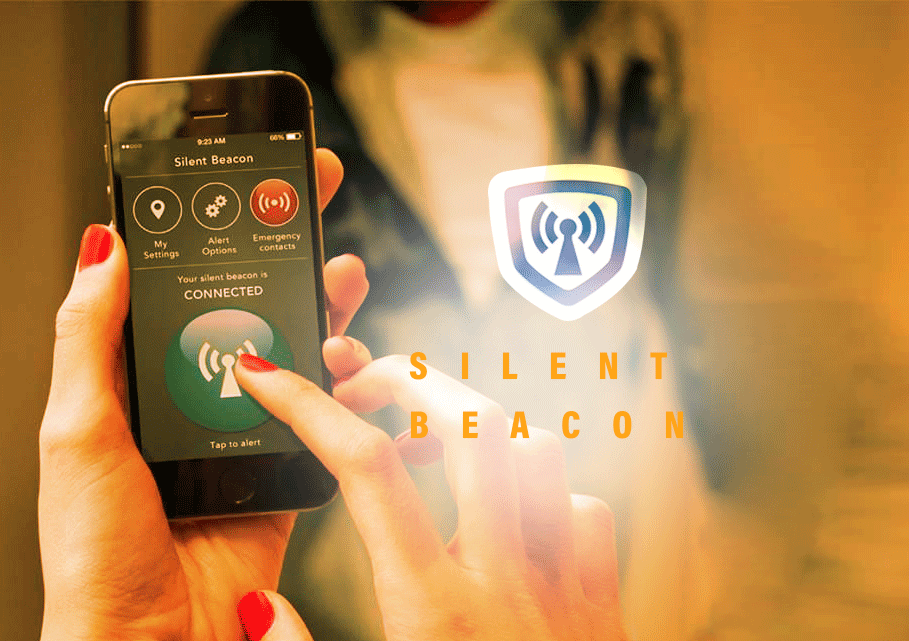 9:23 AM
66%
Silent Beacon
My
Settings
Alert
Options
Emergency
contacts
Your silent beacon is
CONNECTED
Tap to alert
SILENT
BEACON